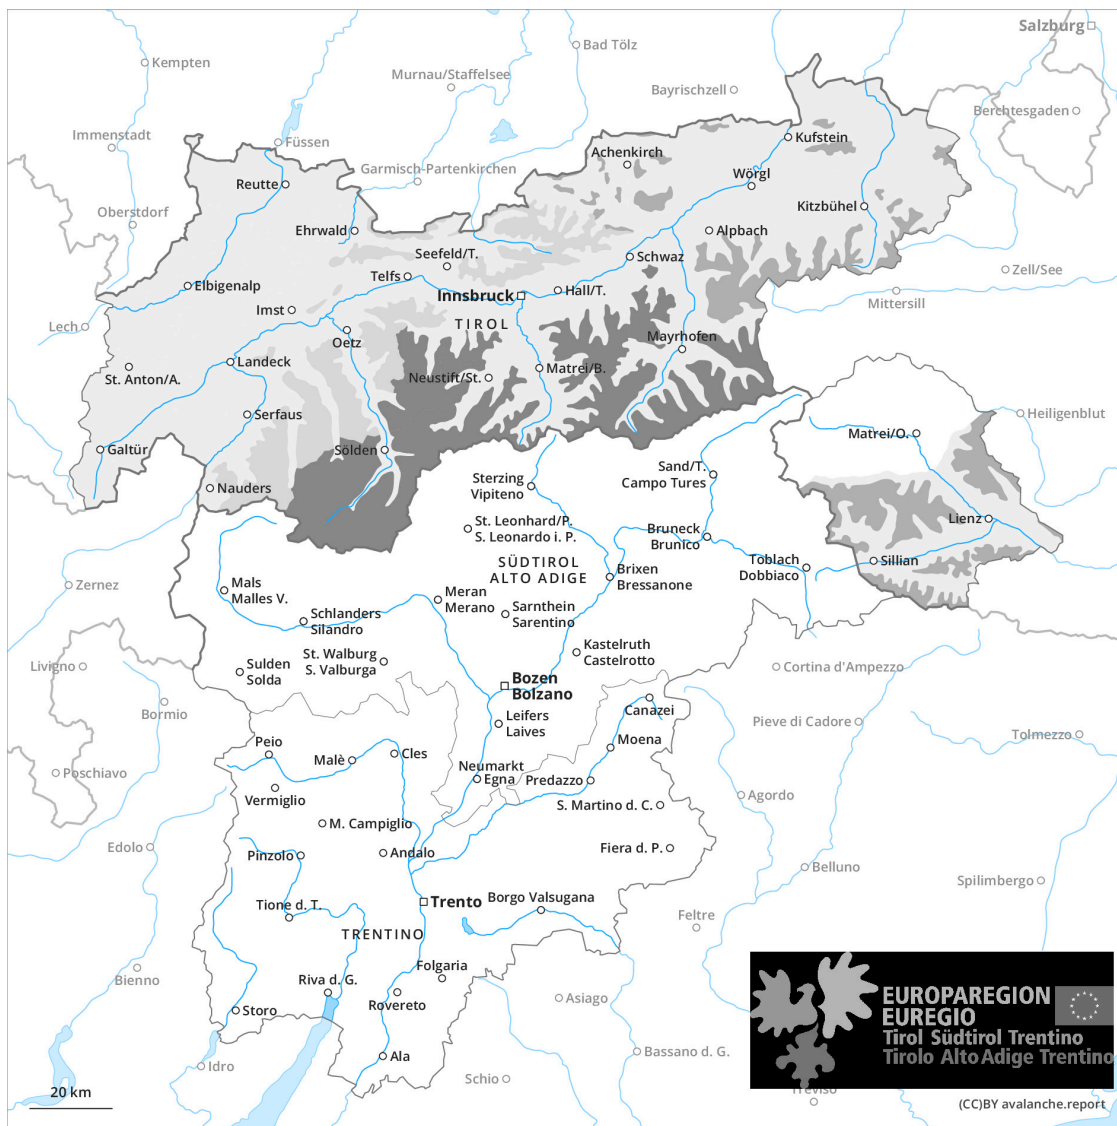 Salzburg
Bad Tölz
Kempten
Murnau/Staffelsee
Bayrischzell
Berchtesgaden
Immenstadt
Füssen
Kufstein
Achenkirch
Garmisch-Partenkirchen
Wörgl
Reutte
Kitzbühel
Oberstdorf
Ehrwald
Alpbach
Seefeld/T.
Schwaz
Telfs
Zell/See
Elbigenalp
Hall/T.
Innsbruck
Mittersill
Imst
TIROL
Lech
Oetz
Mayrhofen
Landeck
Matrei/B.
St. Anton/A.
Neustift/St.
Serfaus
Heiligenblut
Matrei/O.
Galtür
Sölden
Sand/T.
Campo Tures
Sterzing
Vipiteno
Nauders
St. Leonhard/P.
S. Leonardo i. P.
Lienz
Bruneck
Brunico
SÜDTIROL
ALTO ADIGE
Toblach
Dobbiaco
Sillian
Brixen
Bressanone
Zernez
Mals
Malles V.
Meran
Merano
Sarnthein
Sarentino
Schlanders
Silandro
Kastelruth
Castelrotto
St. Walburg
S. Valburga
Livigno
Sulden
Solda
Cortina d'Ampezzo
Bozen
Bolzano
Canazei
Bormio
Leifers
Laives
Pieve di Cadore
Tolmezzo
Peio
Cles
Moena
Malè
Neumarkt
Egna
Predazzo
Poschiavo
Vermiglio
Agordo
S. Martino d. C.
M. Campiglio
Edolo
Pinzolo
Andalo
Fiera d. P.
Belluno
Spilimbergo
Tione d. T.
Trento
Borgo Valsugana
Feltre
TRENTINO
Bienno
Folgaria
Riva d. G.
Rovereto
Asiago
Storo
EUROPAREGION
EUREGIO
Tirol Südtirol Trentino
Tirolo Alto Adige Trentino
Ala
Bassano d. G.
Idro
Schio
Treviso
20 km
(CC)BY avalanche.report